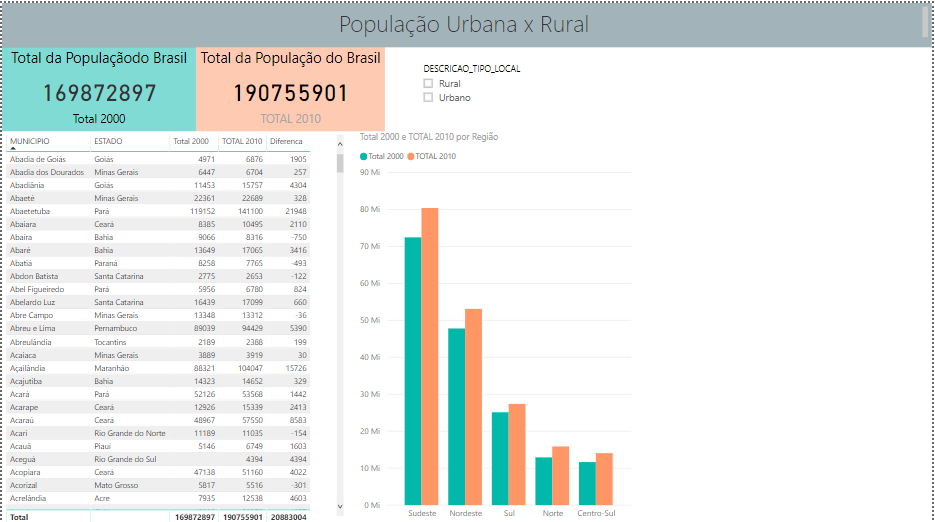 População Urbana x Rural
Total da Populaçãodo Brasil
169872897
Total 2000
Total da População do Brasil
190755901
TOTAL 2010
DESCRICAO_TIPO_LOCAL
Rural
Urbano
MUNICIPIO ESTADO Total 2000 TOTAL 2010 Diferenca
Abadia de Goiás Goiás 4971 6876 1905
Abadia dos Dourados Minas Gerais 6447 6704 257
Abadiânia Goiás 11453 15757 4304
Abaeté Minas Gerais 22361 22689 328
Abaetetuba Pará 119152 141100 21948
Abaiara Ceará 8385 10495 2110
Abaíra Bahia 9066 8316 -750
Abaré Bahia 13649 17065 3416
Abatiá Paraná 8258 7765 -493
Abdon Batista Santa Catarina 2775 2653 -122
Abel Figueiredo Pará 5956 6780 824
Abelardo Luz Santa Catarina 16439 17099 660
Abre Campo Minas Gerais 13348 13312 -36
Abreu e Lima Pernambuco 89039 94429 5390
Abreulândia Tocantins 2189 2388 199
Acaiaca Minas Gerais 3889 3919 30
Açailândia Maranhão 88321 104047 15726
Acajutiba Bahia 14323 14652 329
Acará Pará 52126 53568 1442
Acarape Ceará 12926 15339 2413
Acaraú Ceará 48967 57550 8583
Acari Rio Grande do Norte 11189 11035 -154
Acauã Piauí 5146 6749 1603
Aceguá Rio Grande do Sul 4394 4394
Acopiara Ceará 47138 51160 4022
Acorizal Mato Grosso 5817 5516 -301
Acrelândia Acre 7935 12538 4603
Total 169872897 190755901 20883004
Total 2000 e TOTAL 2010 por Região
Total 2000 TOTAL 2010
90 Mi
80 Mi
70 Mi
60 Mi
50 Mi
40 Mi
30 Mi
20 Mi
10 Mi
0 Mi
Sudeste Nordeste Sul Norte Centro-Sul